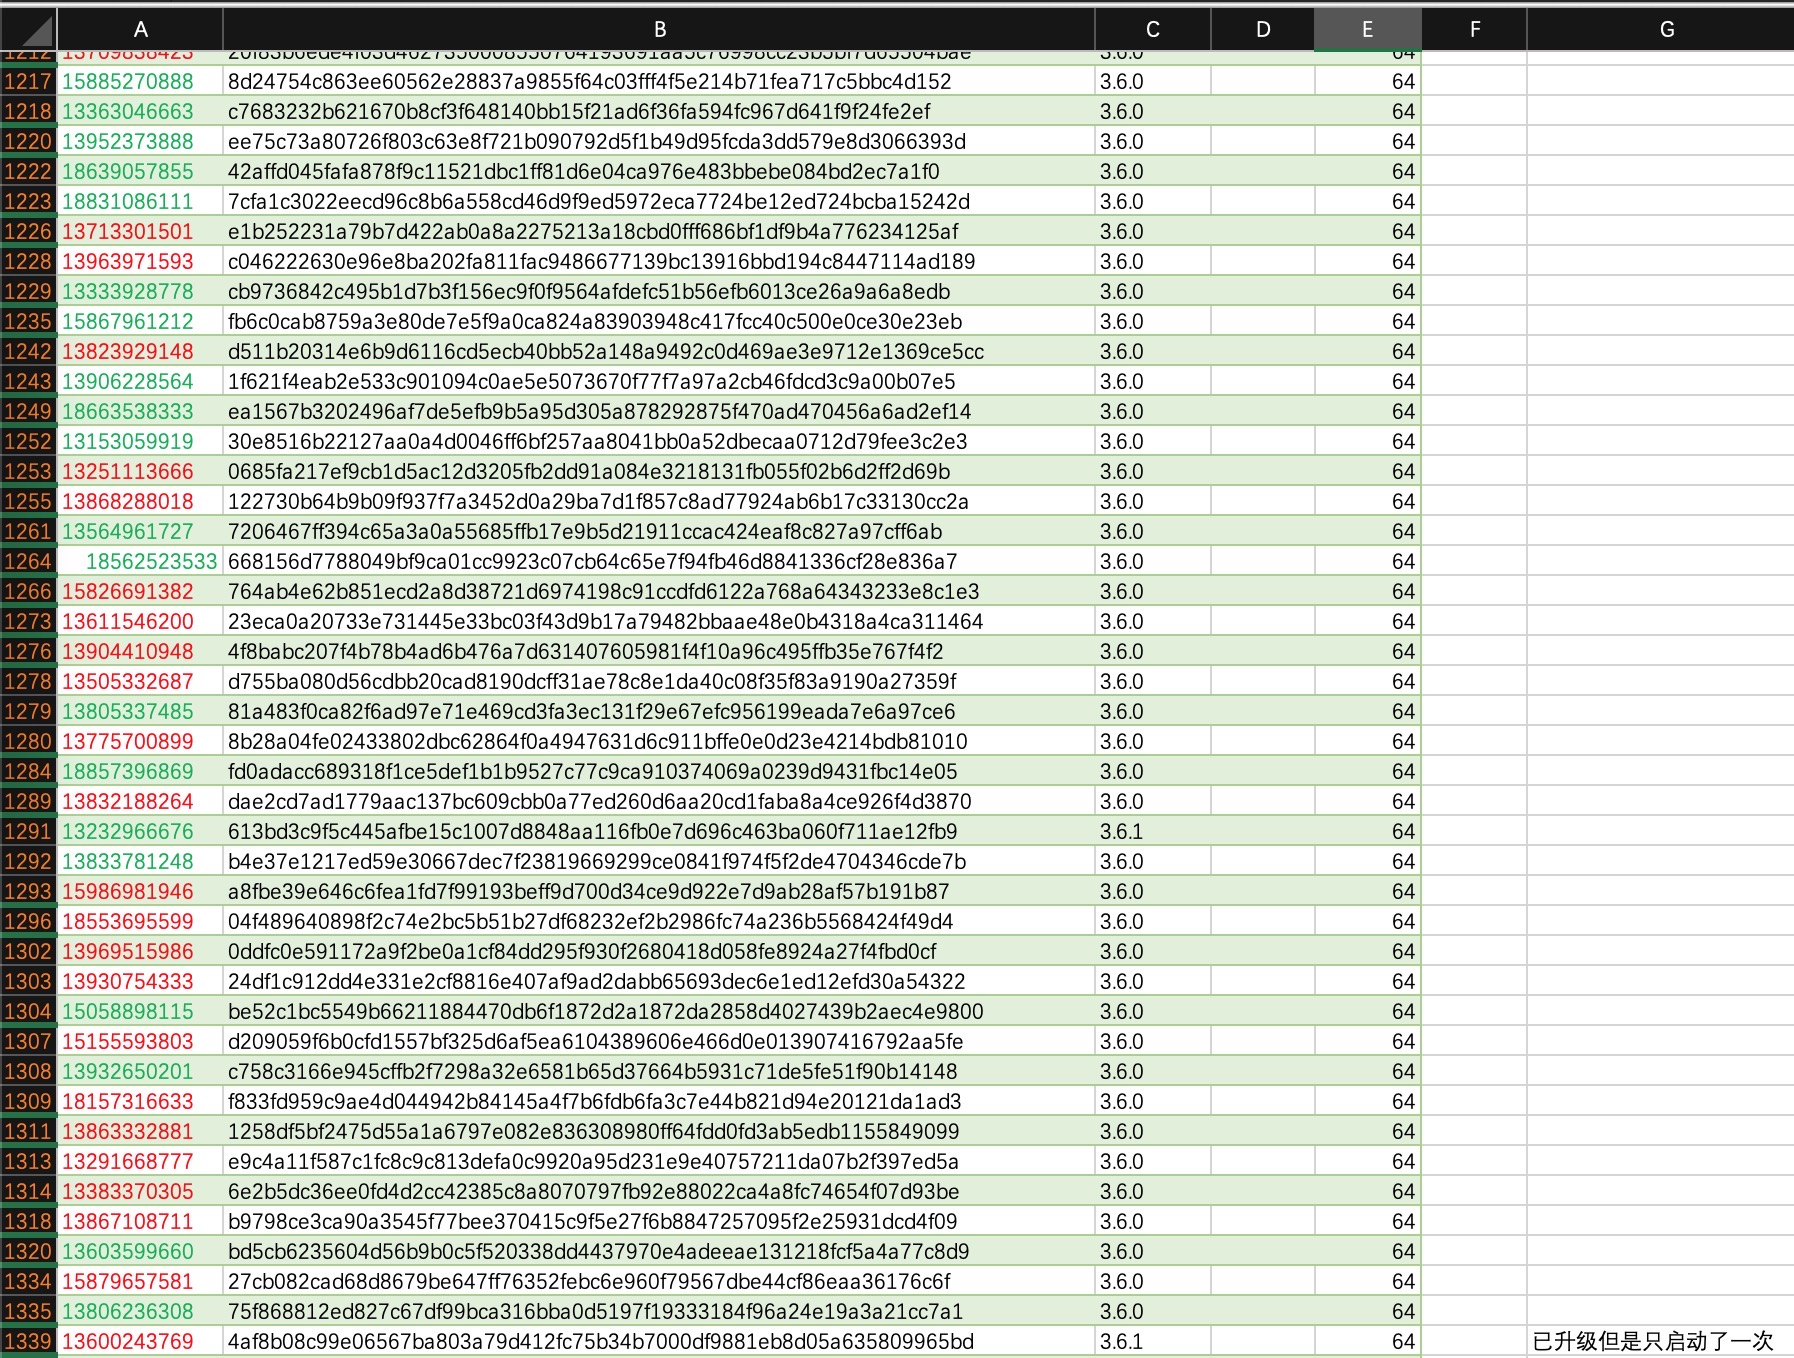 A B C D E F G
1217 15885270888 8d24754c863ee60562e28837a9855f64c03fff4f5e214b71fea717c5bbc4d152 3.6.0 64
1218 13363046663 c7683232b621670b8cf3f648140bb15f21ad6f36fa594fc967d641f9f24fe2ef 3.6.0 64
1220 13952373888 ee75c73a80726f803c63e8f721b090792d5f1b49d95fcda3dd579e8d3066393d 3.6.0 64
1222 18639057855 42affd045fafa878f9c11521dbc1ff81d6e04ca976e483bbebe084bd2ec7a1f0 3.6.0 64
1223 18831086111 7cfa1c3022eecd96c8b6a558cd46d9f9ed5972eca7724be12ed724bcba15242d 3.6.0 64
1226 13713301501 e1b252231a79b7d422ab0a8a2275213a18cbd0fff686bf1df9b4a776234125af 3.6.0 64
1228 13963971593 c046222630e96e8ba202fa811fac9486677139bc13916bbd194c8447114ad189 3.6.0 64
1229 13333928778 cb9736842c495b1d7b3f156ec9f0f9564afdefc51b56efb6013ce26a9a6a8edb 3.6.0 64
1235 15867961212 fb6c0cab8759a3e80de7e5f9a0ca824a83903948c417fcc40c500e0ce30e23eb 3.6.0 64
1242 13823929148 d511b20314e6b9d6116cd5ecb40bb52a148a9492c0d469ae3e9712e1369ce5cc 3.6.0 64
1243 13906228564 1f621f4eab2e533c901094c0ae5e5073670f77f7a97a2cb46fdcd3c9a00b07e5 3.6.0 64
1249 18663538333 ea1567b3202496af7de5efb9b5a95d305a878292875f470ad470456a6ad2ef14 3.6.0 64
1252 13153059919 30e8516b22127aa0a4d0046ff6bf257aa8041bb0a52dbecaa0712d79fee3c2e3 3.6.0 64
1253 13251113666 0685fa217ef9cb1d5ac12d3205fb2dd91a084e3218131fb055f02b6d2ff2d69b 3.6.0 64
1255 13868288018 122730b64b9b09f937f7a3452d0a29ba7d1f857c8ad77924ab6b17c33130cc2a 3.6.0 64
1261 13564961727 7206467ff394c65a3a0a55685ffb17e9b5d21911ccac424eaf8c827a97cff6ab 3.6.0 64
1264 18562523533 668156d7788049bf9ca01cc9923c07cb64c65e7f94fb46d8841336cf28e836a7 3.6.0 64
1266 15826691382 764ab4e62b851ecd2a8d38721d6974198c91ccdfd6122a768a64343233e8c1e3 3.6.0 64
1273 13611546200 23eca0a20733e731445e33bc03f43d9b17a79482bbaae48e0b4318a4ca311464 3.6.0 64
1276 13904410948 4f8babc207f4b78b4ad6b476a7d631407605981f4f10a96c495ffb35e767f4f2 3.6.0 64
1278 13505332687 d755ba080d56cdbb20cad8190dcff31ae78c8e1da40c08f35f83a9190a27359f 3.6.0 64
1279 13805337485 81a483f0ca82f6ad97e71e469cd3fa3ec131f29e67efc956199eada7e6a97ce6 3.6.0 64
1280 13775700899 8b28a04fe02433802dbc62864f0a4947631d6c911bffe0e0d23e4214bdb81010 3.6.0 64
1284 18857396869 fd0adacc689318f1ce5def1b1b9527c77c9ca910374069a0239d9431fbc14e05 3.6.0 64
1289 13832188264 dae2cd7ad1779aac137bc609cbb0a77ed260d6aa20cd1faba8a4ce926f4d3870 3.6.0 64
1291 13232966676 613bd3c9f5c445afbe15c1007d8848aa116fb0e7d696c463ba060f711ae12fb9 3.6.1 64
1292 13833781248 b4e37e1217ed59e30667dec7f23819669299ce0841f974f5f2de4704346cde7b 3.6.0 64
1293 15986981946 a8fbe39e646c6fea1fd7f99193beff9d700d34ce9d922e7d9ab28af57b191b87 3.6.0 64
1296 18553695599 04f489640898f2c74e2bc5b51b27df68232ef2b2986fc74a236b5568424f49d4 3.6.0 64
1302 13969515986 0ddfc0e591172a9f2be0a1cf84dd295f930f2680418d058fe8924a27f4fbd0cf 3.6.0 64
1303 13930754333 24df1c912dd4e331e2cf8816e407af9ad2dabb65693dec6e1ed12efd30a54322 3.6.0 64
1304 15058898115 be52c1bc5549b66211884470db6f1872d2a1872da2858d4027439b2aec4e9800 3.6.0 64
1307 15155593803 d209059f6b0cfd1557bf325d6af5ea6104389606e466d0e013907416792aa5fe 3.6.0 64
1308 13932650201 c758c3166e945cffb2f7298a32e6581b65d37664b5931c71de5fe51f90b14148 3.6.0 64
1309 18157316633 f833fd959c9ae4d044942b84145a4f7b6fdb6fa3c7e44b821d94e20121da1ad3 3.6.0 64
1311 13863332881 1258df5bf2475d55a1a6797e082e836308980ff64fdd0fd3ab5edb1155849099 3.6.0 64
1313 13291668777 e9c4a11f587c1fc8c9c813defa0c9920a95d231e9e40757211da07b2f397ed5a 3.6.0 64
1314 13383370305 6e2b5dc36ee0fd4d2cc42385c8a8070797fb92e88022ca4a8fc74654f07d93be 3.6.0 64
1318 13867108711 b9798ce3ca90a3545f77bee370415c9f5e27f6b8847257095f2e25931dcd4f09 3.6.0 64
1320 13603599660 bd5cb6235604d56b9b0c5f520338dd4437970e4adeeae131218fcf5a4a77c8d9 3.6.0 64
1334 15879657581 27cb082cad68d8679be647ff76352febc6e960f79567dbe44cf86eaa36176c6f 3.6.0 64
1335 13806236308 75f868812ed827c67df99bca316bba0d5197f19333184f96a24e19a3a21cc7a1 3.6.0 64
1339 13600243769 4af8b08c99e06567ba803a79d412fc75b34b7000df9881eb8d05a635809965bd 3.6.1 64 已升级但是只启动了一次